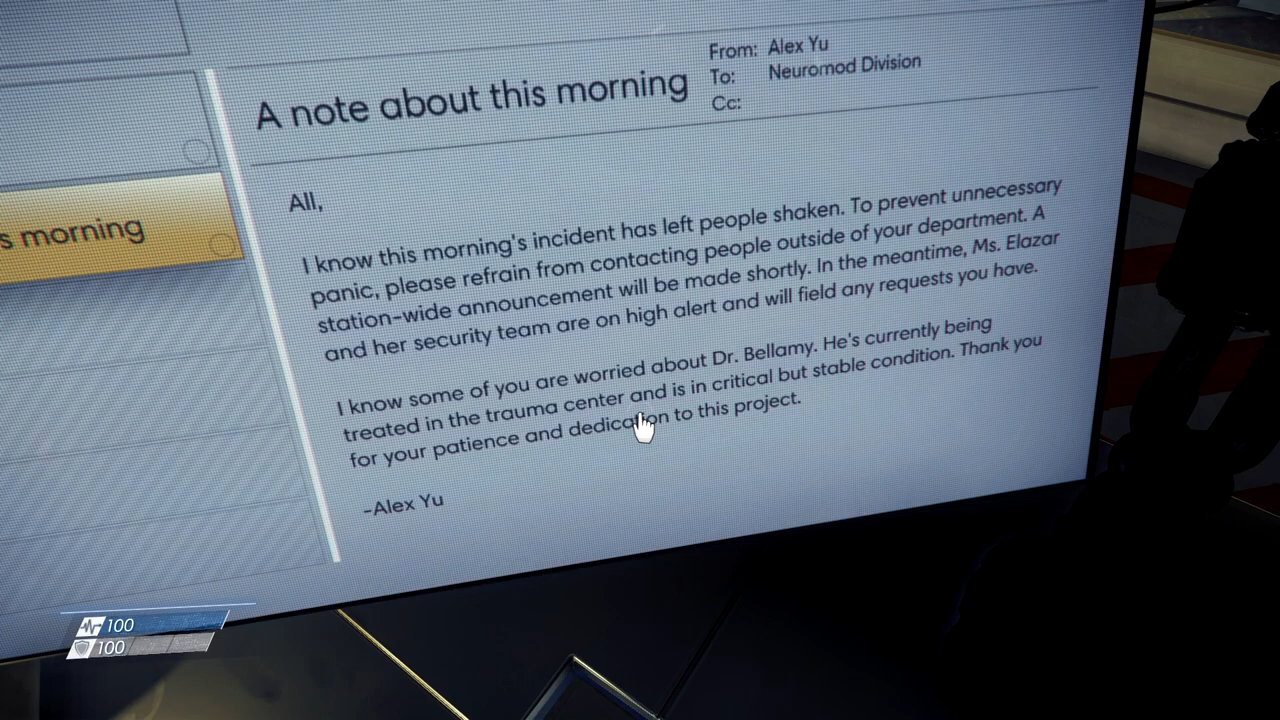 A note about this morning
From: Alex Yu
To: Neuromod Division
Cc:
s morning
All,
I know this morning's incident has left people shaken. To prevent unnecessary
panic, please refrain from contacting people outside of your department. A
station-wide announcement will be made shortly. In the meantime, Ms. Elazar
and her security team are on high alert and will field any requests you have.
I know some of you are worried about Dr. Bellamy. He's currently being
treated in the trauma center and is in critical but stable condition. Thank you
for your patience and dedication to this project.
-Alex Yu
100
100